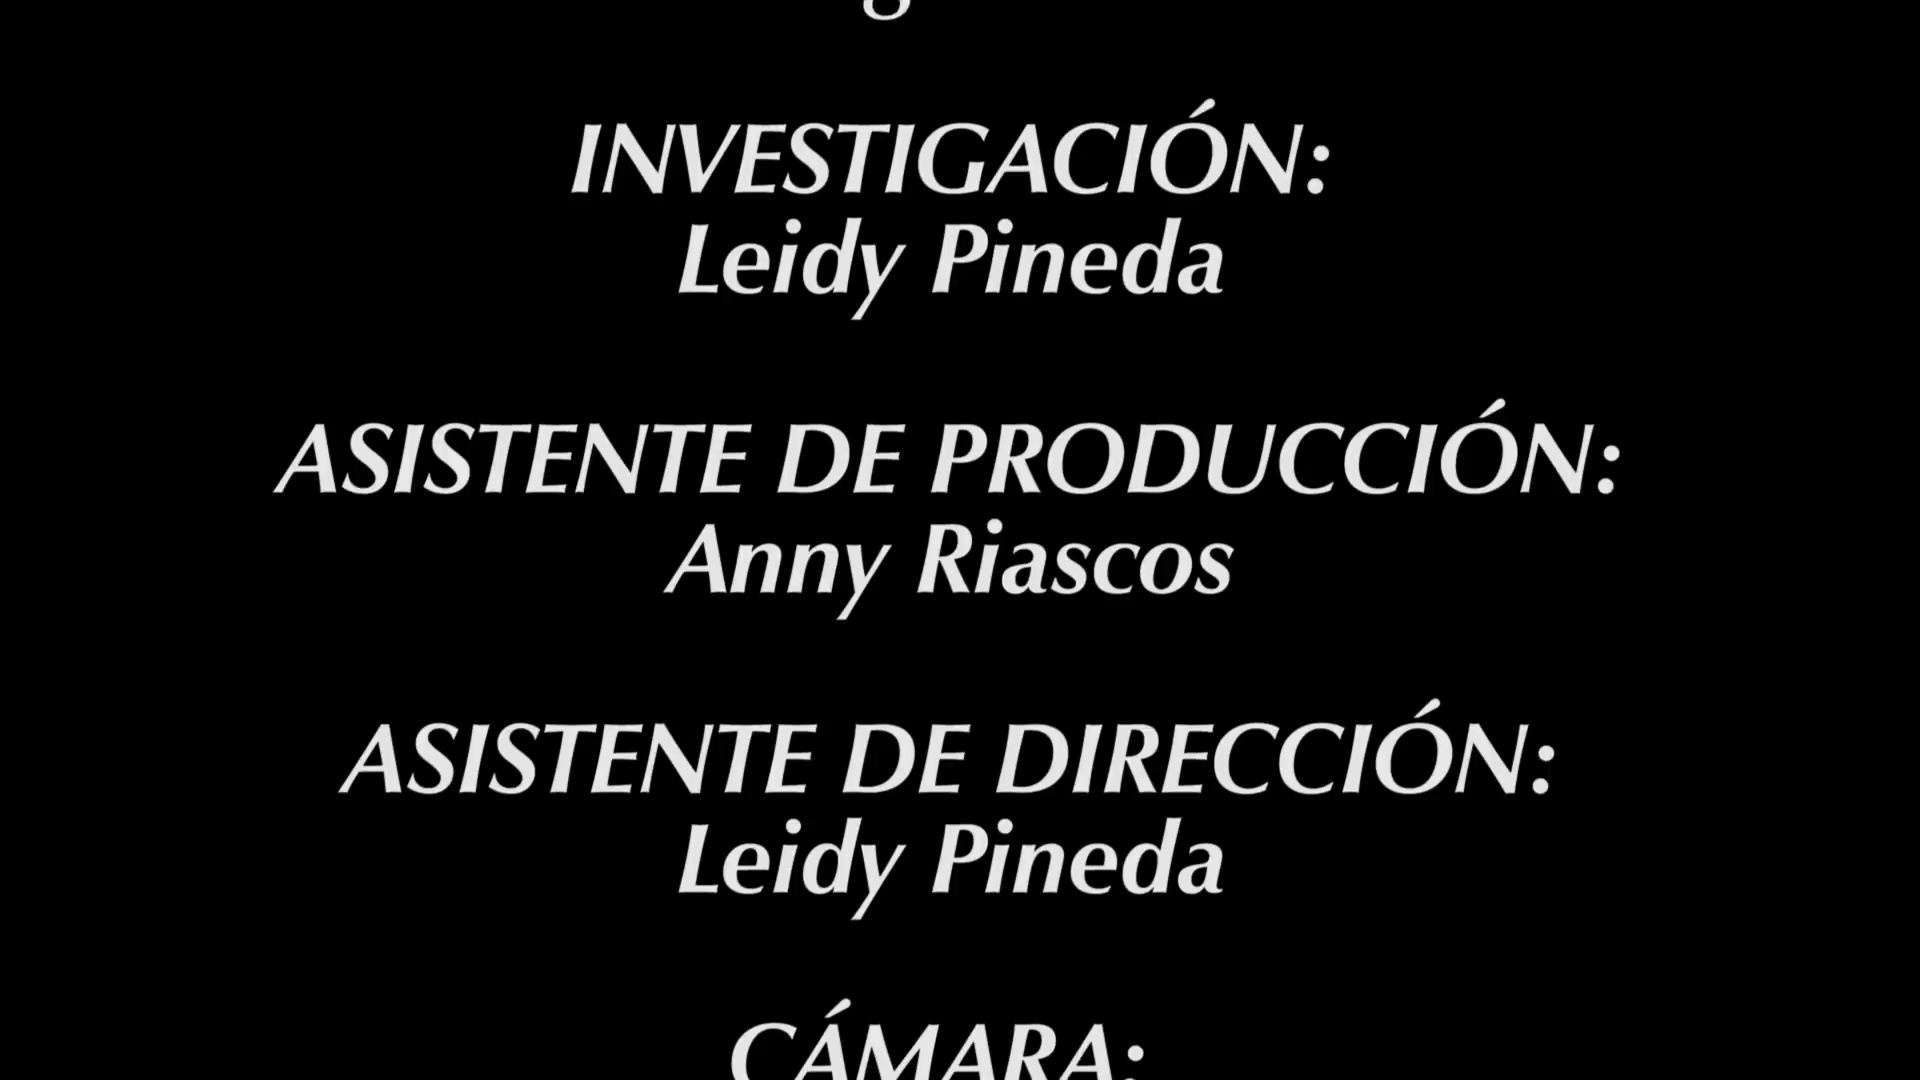 INVESTIGACIÓN:
Leidy Pineda
ASISTENTE DE PRODUCCIÓN:
Anny Riascos
ASISTENTE DE DIRECCIÓN:
Leidy Pineda
CÁMARA: